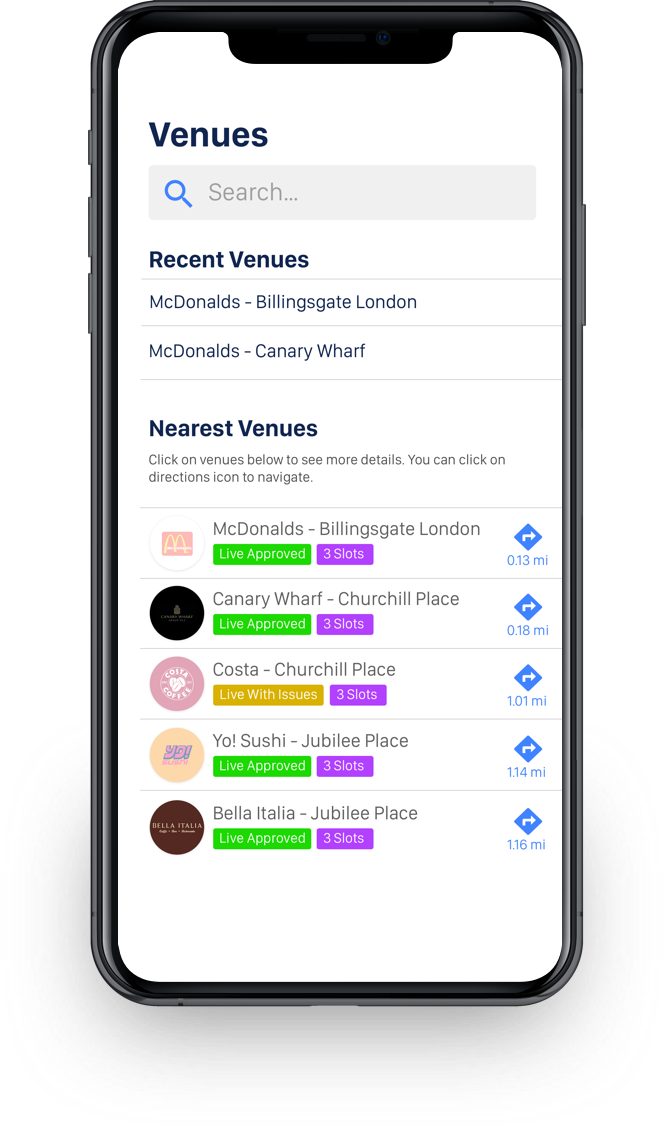 Venues
Search...
Recent Venues
McDonalds - Billingsgate London
McDonalds - Canary Wharf
Nearest Venues
Click on venues below to see more details. You can click on
directions icon to navigate.
McDonalds - Billingsgate London
Live Approved 3 Slots
0.13 mi
CANARY WHARF
Canary Wharf - Churchill Place
Live Approved 3 Slots
0.18 mi
COSTA
COFFEE
Costa - Churchill Place
Live With Issues 3 Slots
1.01 mi
YO!
SUSHI
Yo! Sushi - Jubilee Place
Live Approved 3 Slots
1.14 mi
BELLA ITALIA
Bella Italia - Jubilee Place
Live Approved 3 Slots
1.16 mi